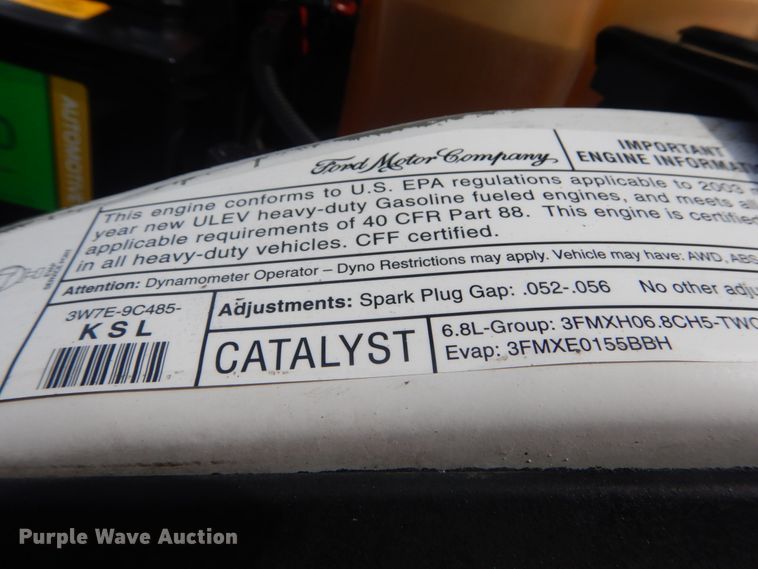 AUTOMOTIVE
Ford Motor Company
IMPORTANT
ENGINE INFORMATI
This engine conforms to U.S. EPA regulations applicable to 2003
year new ULEV heavy-duty Gasoline fueled engines, and meets all
applicable requirements of 40 CFR Part 88. This engine is certified
in all heavy-duty vehicles. CFF certified.
Attention: Dynamometer Operator – Dyno Restrictions may apply. Vehicle may have: AWD, ABS
3W7E-9C485-
KSL
Adjustments: Spark Plug Gap: .052-.056 No other adju
CATALYST
6.8L-Group: 3FMXH06.8CH5-TWC
Evap: 3FMXE0155BBH
Purple Wave Auction